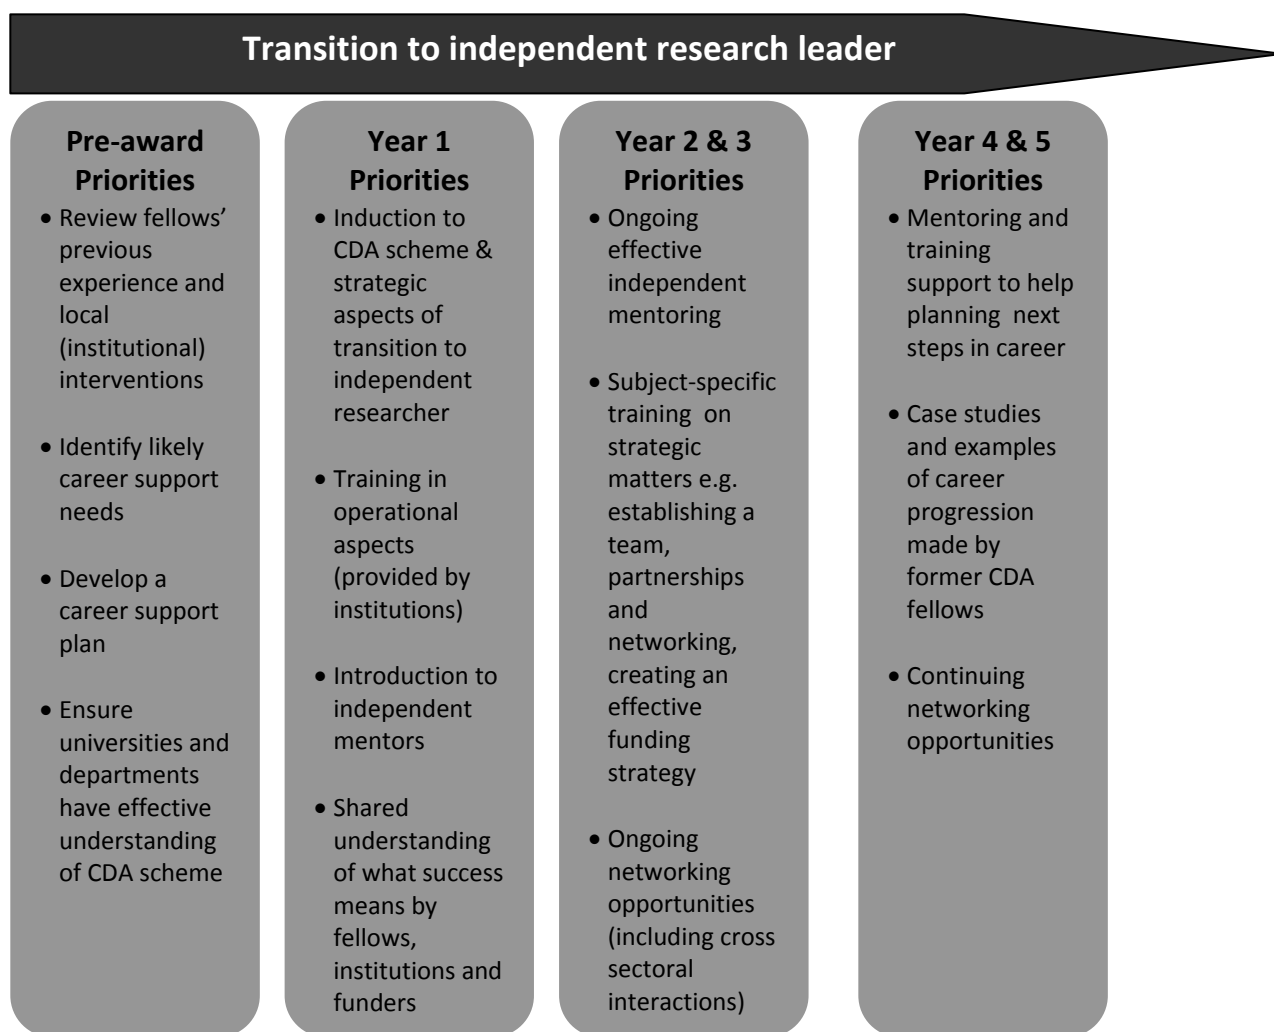 Transition to independent research leader
Pre-award
Priorities
• Review fellows’
previous
experience and
local
(institutional)
interventions
• Identify likely
career support
needs
• Develop a
career support
plan
• Ensure
universities and
departments
have effective
understanding
of CDA scheme
Year 1
Priorities
• Induction to
CDA scheme &
strategic
aspects of
transition to
independent
researcher
• Training in
operational
aspects
(provided by
institutions)
• Introduction to
independent
mentors
• Shared
understanding
of what success
means by
fellows,
institutions and
funders
Year 2 & 3
Priorities
• Ongoing
effective
independent
mentoring
• Subject-specific
training  on
strategic
matters e.g.
establishing a
team,
partnerships
and
networking,
creating an
effective
funding
strategy
• Ongoing
networking
opportunities
(including cross
sectoral
interactions)
Year 4 & 5
Priorities
• Mentoring and
training
support to help
planning  next
steps in career
• Case studies
and examples
of career
progression
made by
former CDA
fellows
• Continuing
networking
opportunities